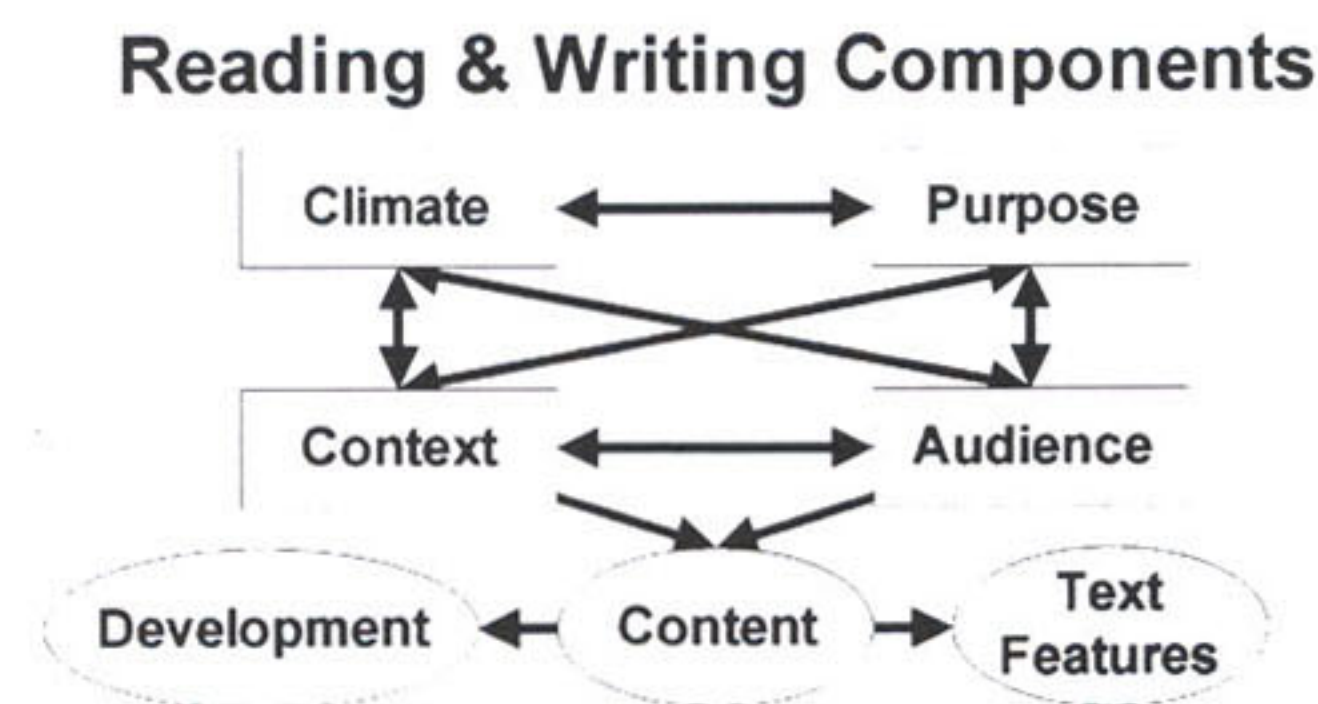 Reading & Writing Components
Climate
Purpose
Context
Audience
Development
Content
Text
Features